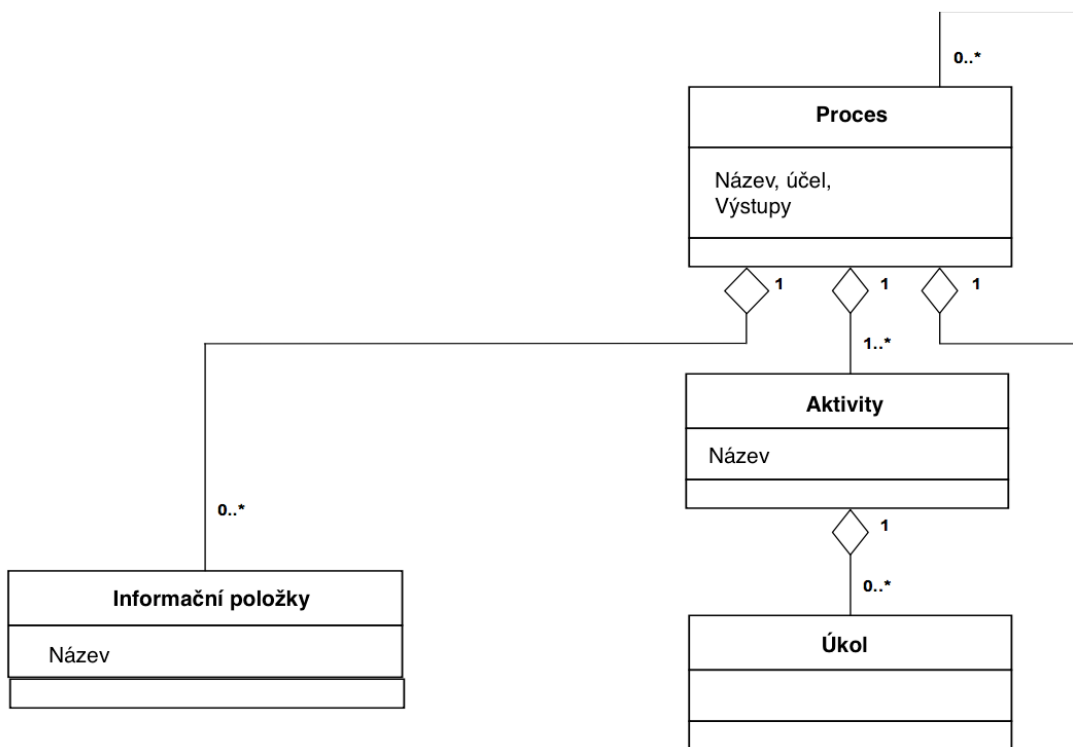 0..*
Proces
Název, účel,
Výstupy
1
1
1
1..*
Aktivity
Název
0..*
1
0..*
Informační položky
Název
Úkol